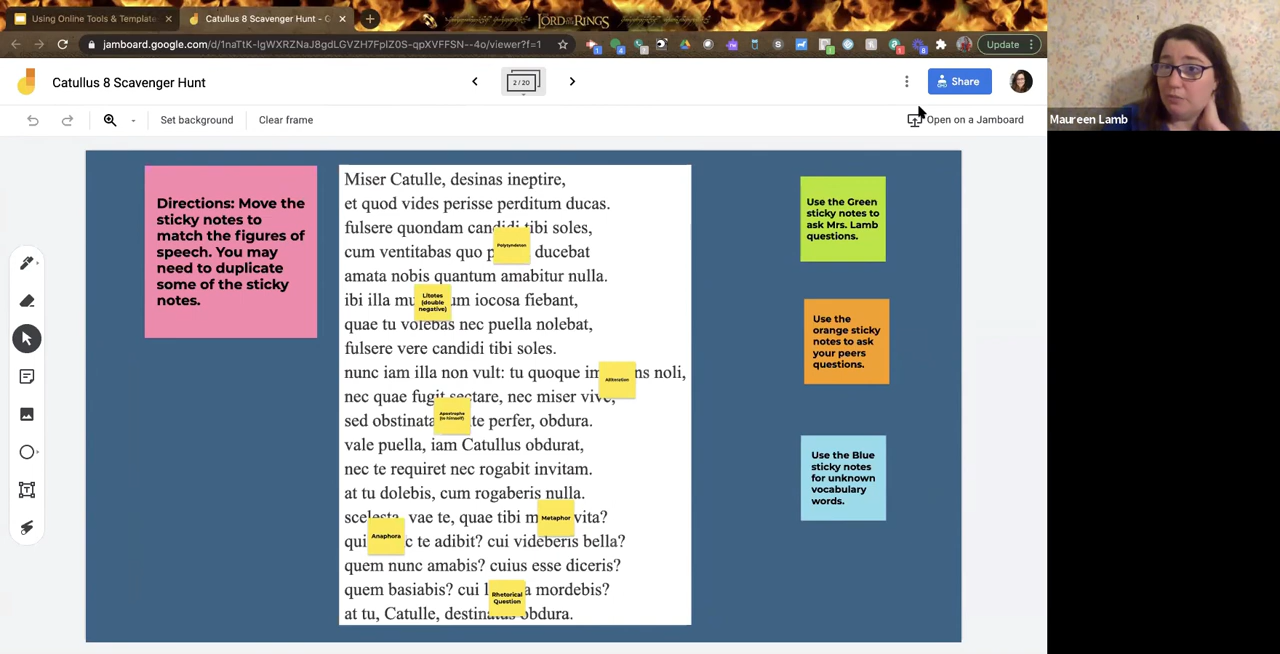 Using Online Tools & Template
Catullus 8 Scavenger Hunt - G
LORD OF THE RINGS
jamboard.google.com/d/1naTtK-lgWXRZNaJ8gdLGVZH7FpIZ0S-qpXVFFSN--4o/viewer?f=1
Update
Catullus 8 Scavenger Hunt
2 / 20
Share
Set background
Clear frame
Open on a Jamboard
Maureen Lamb
Directions: Move the
sticky notes to
match the figures of
speech. You may
need to duplicate
some of the sticky
notes.
Miser Catulle, desinas ineptire,
et quod vides perisse perditum ducas.
fulsere quondam candidi tibi soles,
cum ventitabas quo p ducebat
Polysyndeton
amata nobis quantum amabitur nulla.
ibi illa mu um iocosa fiebant,
Litotes
(double
negative)
quae tu volebas nec puella nolebat,
fulsere vere candidi tibi soles.
nunc iam illa non vult: tu quoque im ns noli,
Alliteration
nec quae fugit sectare, nec miser vive,
sed obstinata te perfer, obdura.
Apostrophe
(to himself)
vale puella, iam Catullus obdurat,
nec te requiret nec rogabit invitam.
at tu dolebis, cum rogaberis nulla.
scelesta, vae te, quae tibi m vita?
Metaphor
qui c te adibit? cui videberis bella?
Anaphora
quem nunc amabis? cuius esse diceris?
quem basiabis? cui l a mordebis?
Rhetorical
Question
at tu, Catulle, destinatus obdura.
Use the Green
sticky notes to
ask Mrs. Lamb
questions.
Use the
orange sticky
notes to ask
your peers
questions.
Use the Blue
sticky notes
for unknown
vocabulary
words.